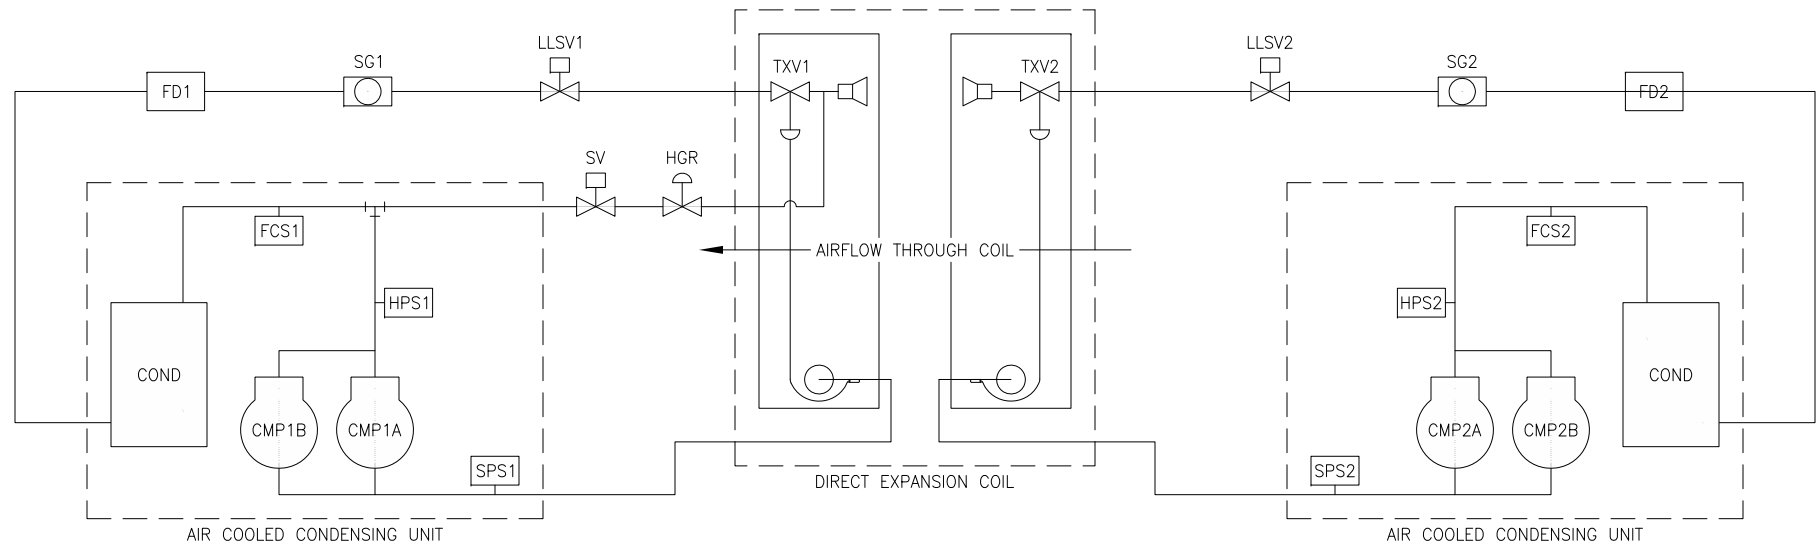 LLSV1
LLSV2
SG1
TXV1
TXV2
SG2
FD1
FD2
SV
HGR
FCS1
FCS2
AIRFLOW THROUGH COIL
HPS1
HPS2
COND
COND
CMP1B
CMP1A
CMP2A
CMP2B
SPS1
SPS2
DIRECT EXPANSION COIL
AIR COOLED CONDENSING UNIT
AIR COOLED CONDENSING UNIT